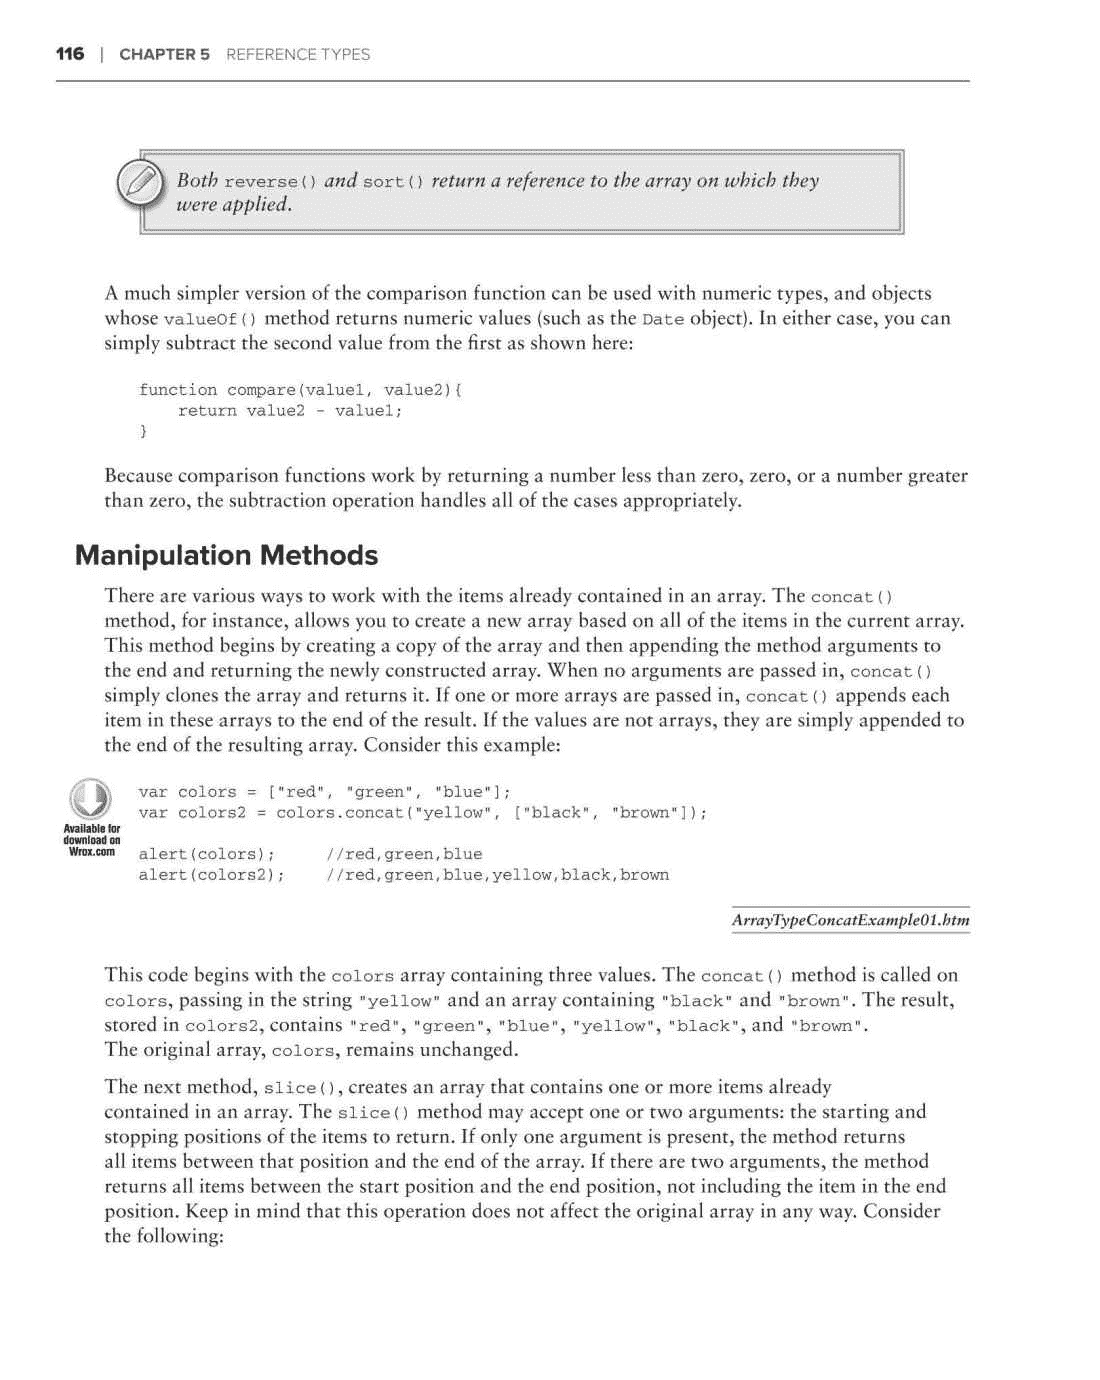 116 | CHAPTER 5 REFERENCE TYPES
Both reverse() and sort() return a reference to the array on which they
were applied.
A much simpler version of the comparison function can be used with numeric types, and objects
whose valueOf() method returns numeric values (such as the Date object). In either case, you can
simply subtract the second value from the first as shown here:
function compare(value1, value2){
    return value2 - value1;
}
Because comparison functions work by returning a number less than zero, zero, or a number greater
than zero, the subtraction operation handles all of the cases appropriately.
Manipulation Methods
There are various ways to work with the items already contained in an array. The concat()
method, for instance, allows you to create a new array based on all of the items in the current array.
This method begins by creating a copy of the array and then appending the method arguments to
the end and returning the newly constructed array. When no arguments are passed in, concat()
simply clones the array and returns it. If one or more arrays are passed in, concat() appends each
item in these arrays to the end of the result. If the values are not arrays, they are simply appended to
the end of the resulting array. Consider this example:
var colors = ["red", "green", "blue"];
var colors2 = colors.concat("yellow", ["black", "brown"]);
Available for
download on
Wrox.com
alert(colors);     //red,green,blue
alert(colors2);    //red,green,blue,yellow,black,brown
ArrayTypeConcatExample01.htm
This code begins with the colors array containing three values. The concat() method is called on
colors, passing in the string "yellow" and an array containing "black" and "brown". The result,
stored in colors2, contains "red", "green", "blue", "yellow", "black", and "brown".
The original array, colors, remains unchanged.
The next method, slice(), creates an array that contains one or more items already
contained in an array. The slice() method may accept one or two arguments: the starting and
stopping positions of the items to return. If only one argument is present, the method returns
all items between that position and the end of the array. If there are two arguments, the method
returns all items between the start position and the end position, not including the item in the end
position. Keep in mind that this operation does not affect the original array in any way. Consider
the following: